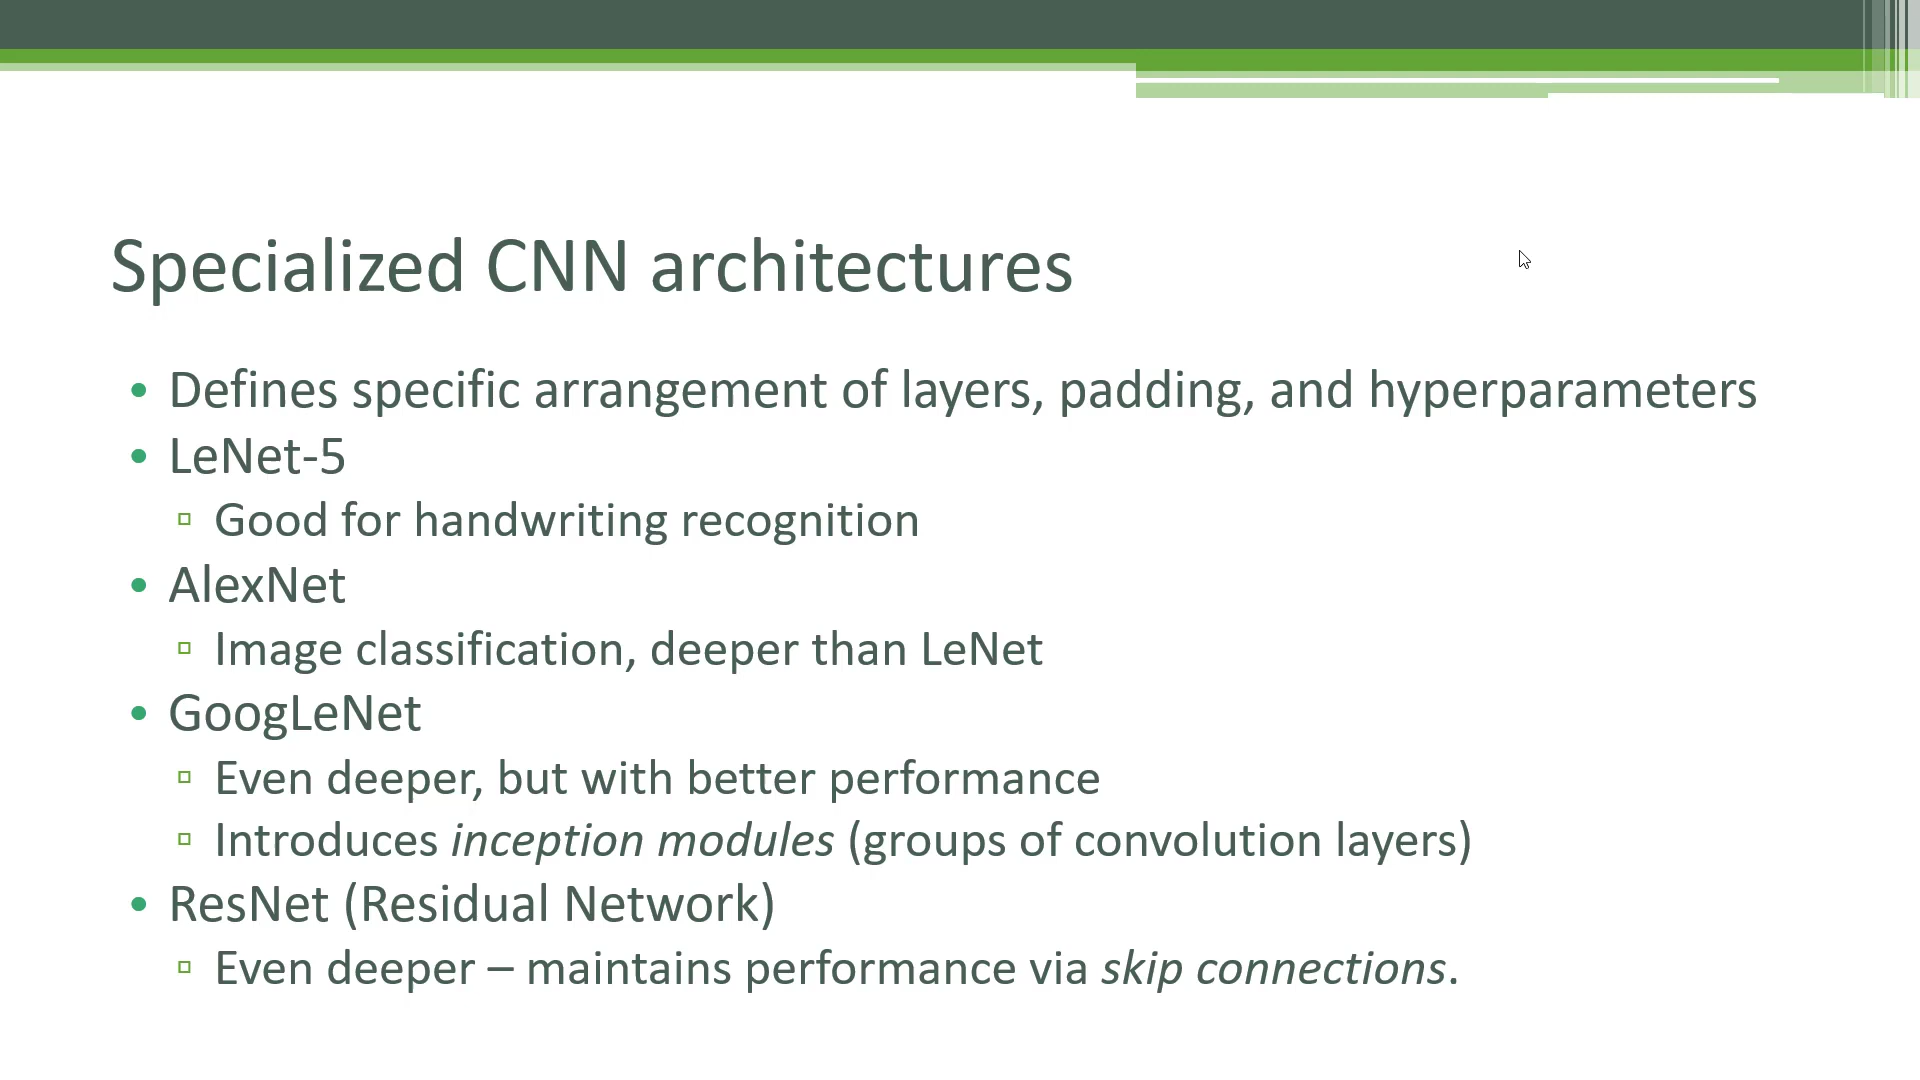 Specialized CNN architectures
• Defines specific arrangement of layers, padding, and hyperparameters
• LeNet-5
▫ Good for handwriting recognition
• AlexNet
▫ Image classification, deeper than LeNet
• GoogLeNet
▫ Even deeper, but with better performance
▫ Introduces inception modules (groups of convolution layers)
• ResNet (Residual Network)
▫ Even deeper – maintains performance via skip connections.